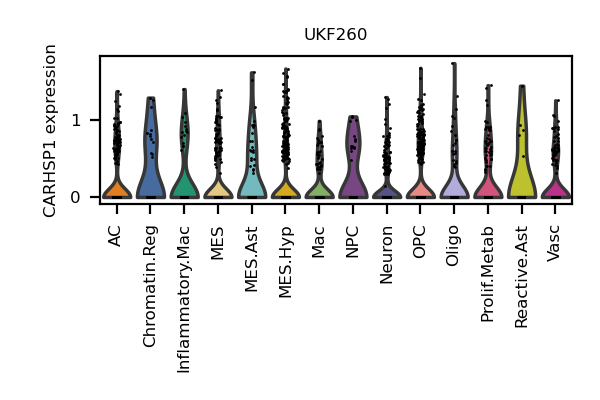 UKF260
CARHSP1 expression
1
0
AC
Chromatin.Reg
Inflammatory.Mac
MES
MES.Ast
MES.Hyp
Mac
NPC
Neuron
OPC
Oligo
Prolif.Metab
Reactive.Ast
Vasc